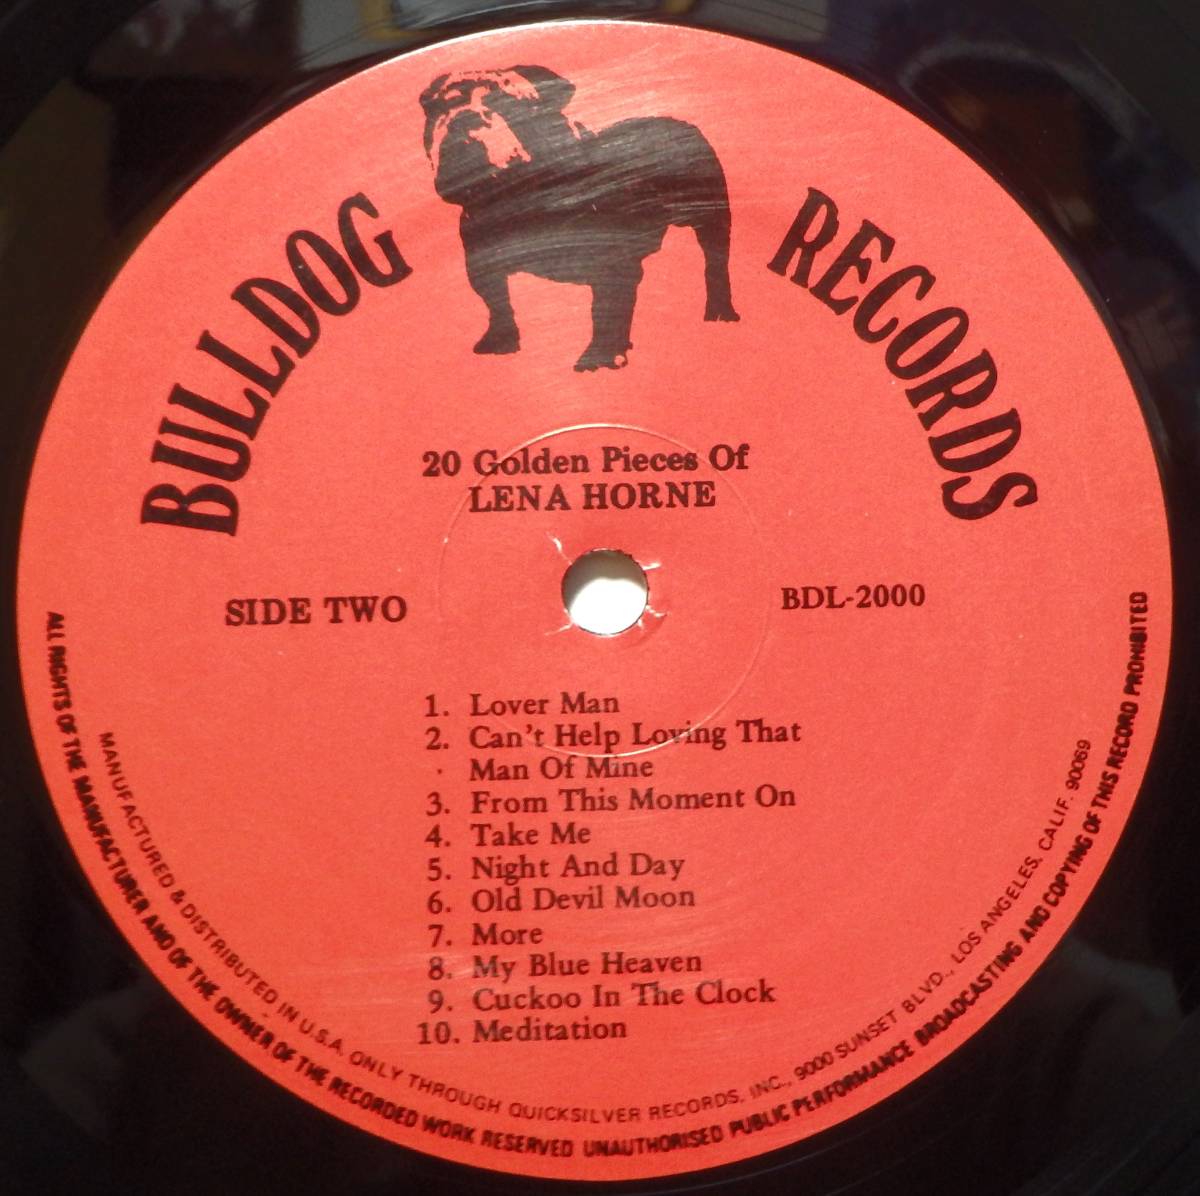 BULLDOG RECORDS
20 Golden Pieces Of
LENA HORNE
SIDE TWO
BDL-2000
1. Lover Man
2. Can't Help Loving That
Man Of Mine
3. From This Moment On
4. Take Me
5. Night And Day
6. Old Devil Moon
7. More
8. My Blue Heaven
9. Cuckoo In The Clock
10. Meditation
MANUFACTURED & DISTRIBUTED IN U.S.A. ONLY THROUGH QUICKSILVER RECORDS, INC., 9000 SUNSET BLVD., LOS ANGELES, CALIF. 90069
ALL RIGHTS OF THE MANUFACTURER AND OF THE OWNER OF THE RECORDED WORK RESERVED UNAUTHORISED PUBLIC PERFORMANCE BROADCASTING AND COPYING OF THIS RECORD PROHIBITED